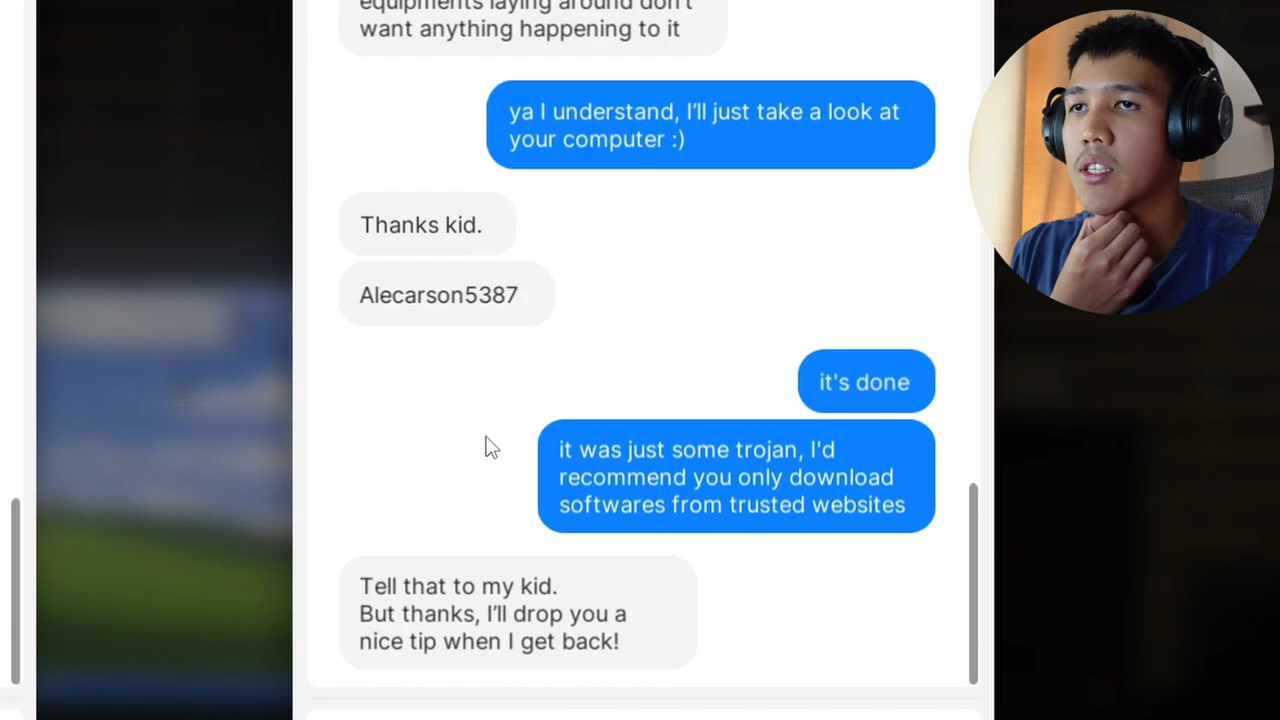 equipments laying around don't
want anything happening to it
ya I understand, I'll just take a look at
your computer :)
Thanks kid.
Alecarson5387
it's done
it was just some trojan, I'd
recommend you only download
softwares from trusted websites
Tell that to my kid.
But thanks, I'll drop you a
nice tip when I get back!